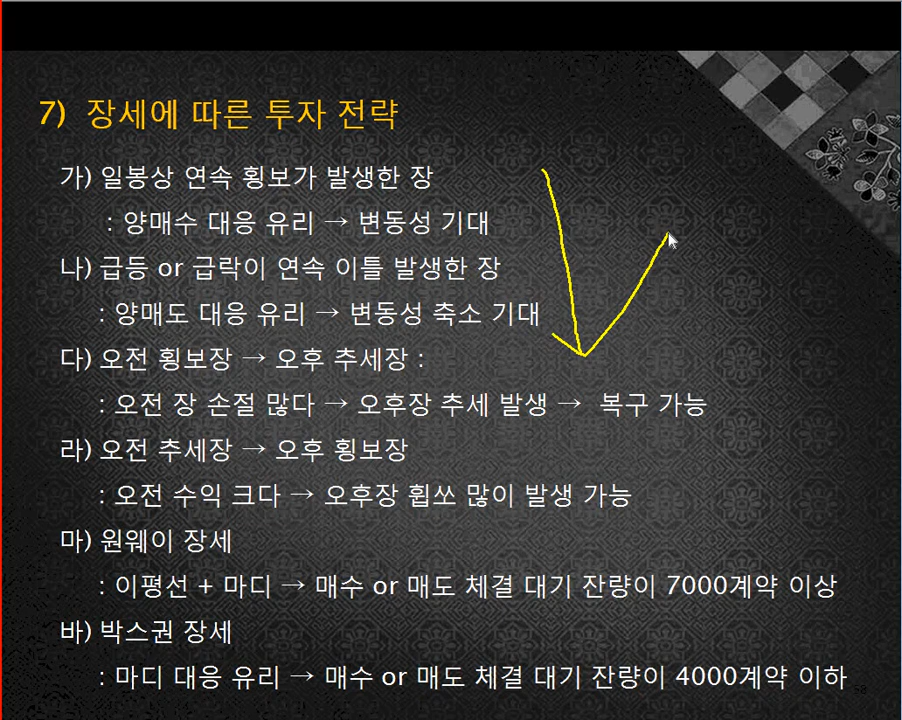 7) 장세에 따른 투자 전략
가) 일봉상 연속 횡보가 발생한 장
: 양매수 대응 유리 → 변동성 기대
나) 급등 or 급락이 연속 이틀 발생한 장
: 양매도 대응 유리 → 변동성 축소 기대
다) 오전 횡보장 → 오후 추세장 :
: 오전 장 손절 많다 → 오후장 추세 발생 → 복구 가능
라) 오전 추세장 → 오후 횡보장
: 오전 수익 크다 → 오후장 휩쏘 많이 발생 가능
마) 원웨이 장세
: 이평선 + 마디 → 매수 or 매도 체결 대기 잔량이 7000계약 이상
바) 박스권 장세
: 마디 대응 유리 → 매수 or 매도 체결 대기 잔량이 4000계약 이하